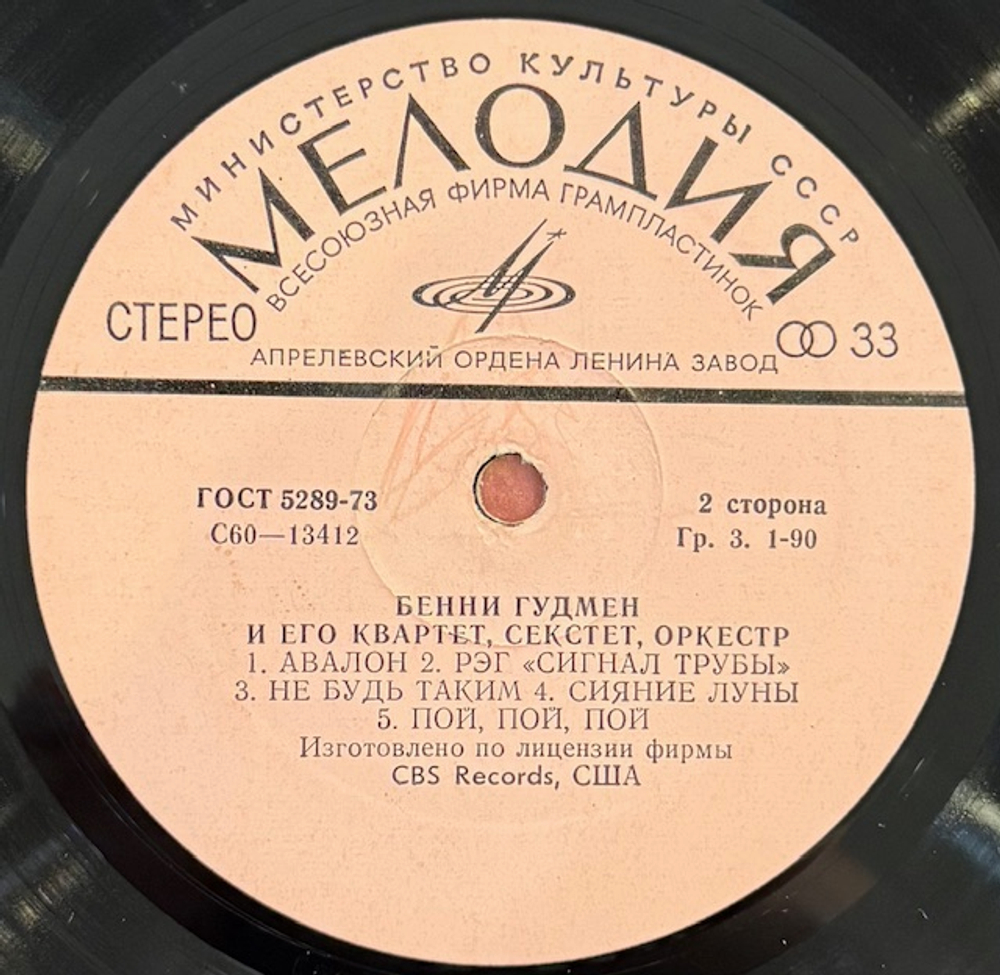 МИНИСТЕРСТВО КУЛЬТУРЫ СССР
МЕЛОДИЯ
ВСЕСОЮЗНАЯ ФИРМА ГРАМПЛАСТИНОК
СТЕРЕО
33
АПРЕЛЕВСКИЙ ОРДЕНА ЛЕНИНА ЗАВОД
ГОСТ 5289-73
2 сторона
С60—13412
Гр. 3. 1-90
БЕННИ ГУДМЕН
И ЕГО КВАРТЕТ, СЕКСТЕТ, ОРКЕСТР
1. АВАЛОН 2. РЭГ «СИГНАЛ ТРУБЫ»
3. НЕ БУДЬ ТАКИМ 4. СИЯНИЕ ЛУНЫ
5. ПОЙ, ПОЙ, ПОЙ
Изготовлено по лицензии фирмы
CBS Records, США